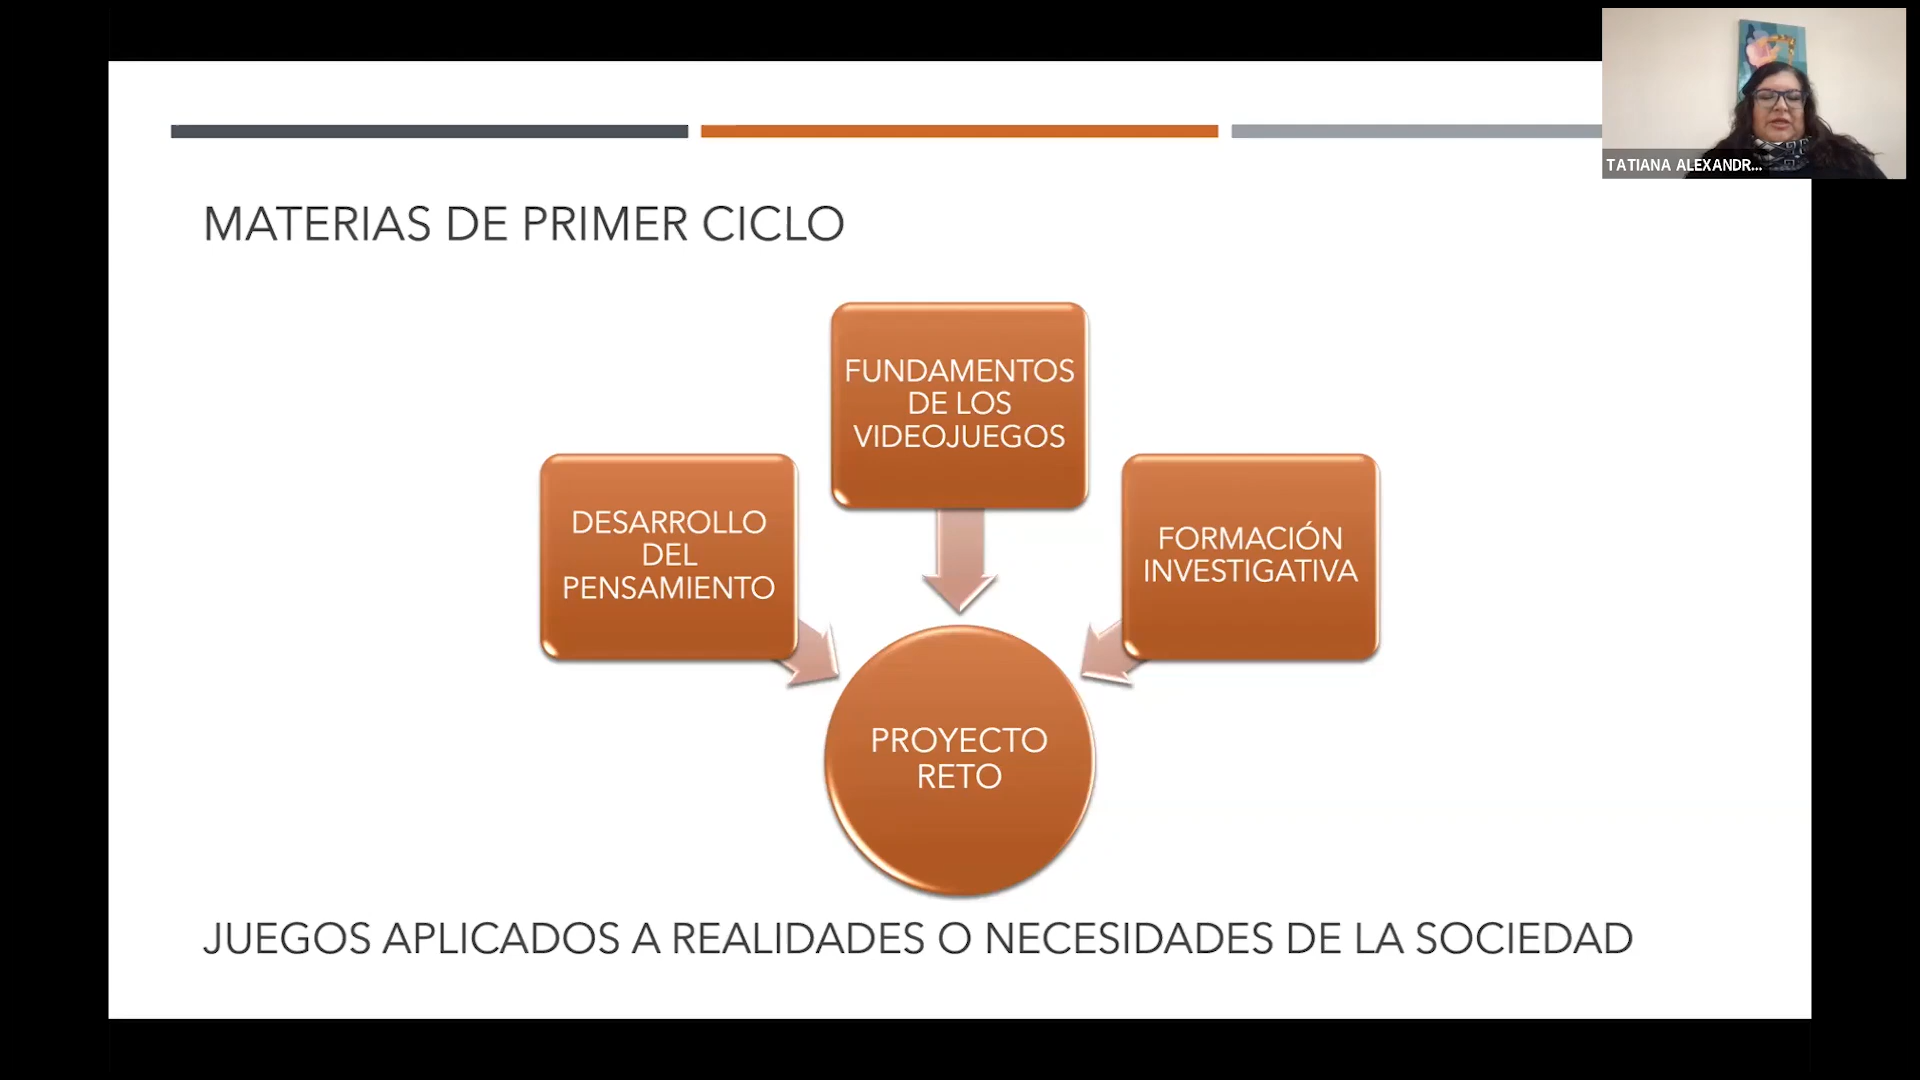 TATIANA ALEXANDR...
MATERIAS DE PRIMER CICLO
FUNDAMENTOS
DE LOS
VIDEOJUEGOS
DESARROLLO
DEL
PENSAMIENTO
FORMACIÓN
INVESTIGATIVA
PROYECTO
RETO
JUEGOS APLICADOS A REALIDADES O NECESIDADES DE LA SOCIEDAD